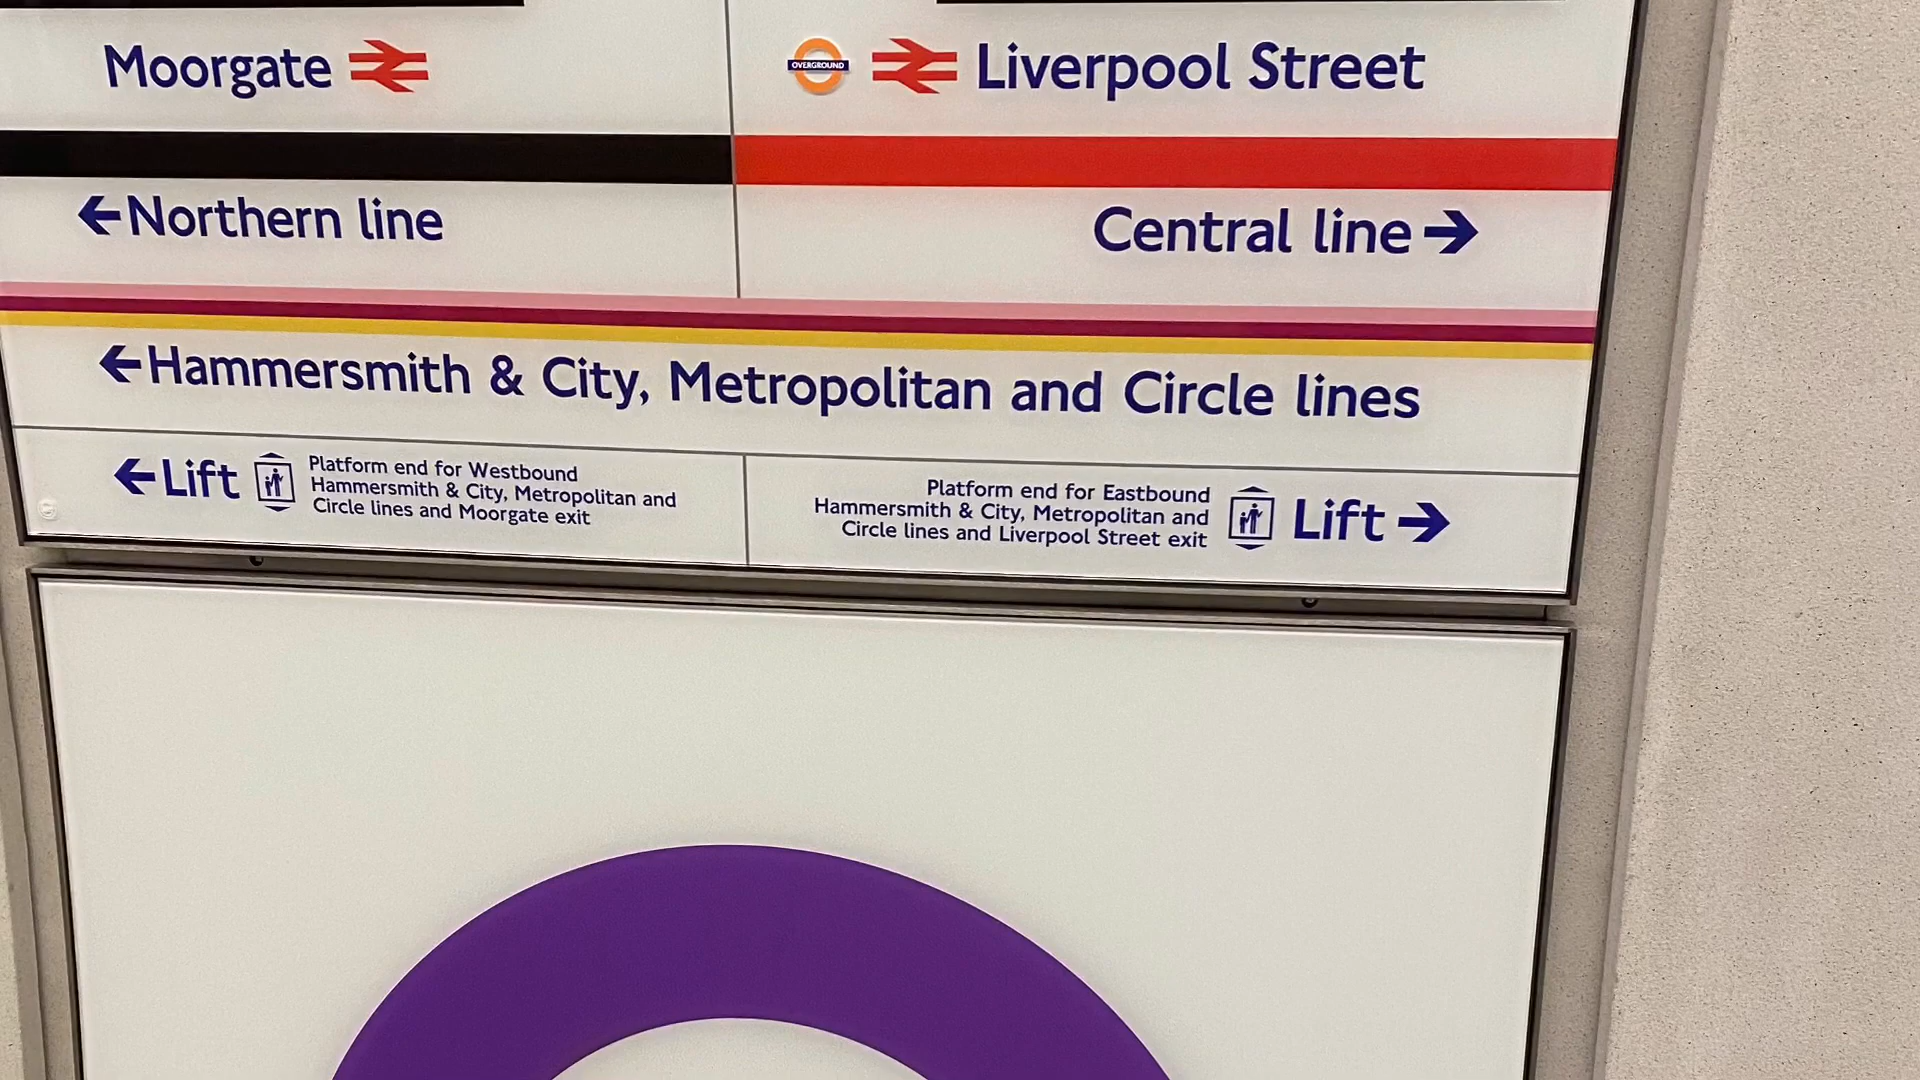 Moorgate
OVERGROUND
Liverpool Street
←Northern line
Central line→
←Hammersmith & City, Metropolitan and Circle lines
←Lift
Platform end for Westbound
Hammersmith & City, Metropolitan and
Circle lines and Moorgate exit
Platform end for Eastbound
Hammersmith & City, Metropolitan and
Circle lines and Liverpool Street exit
Lift→